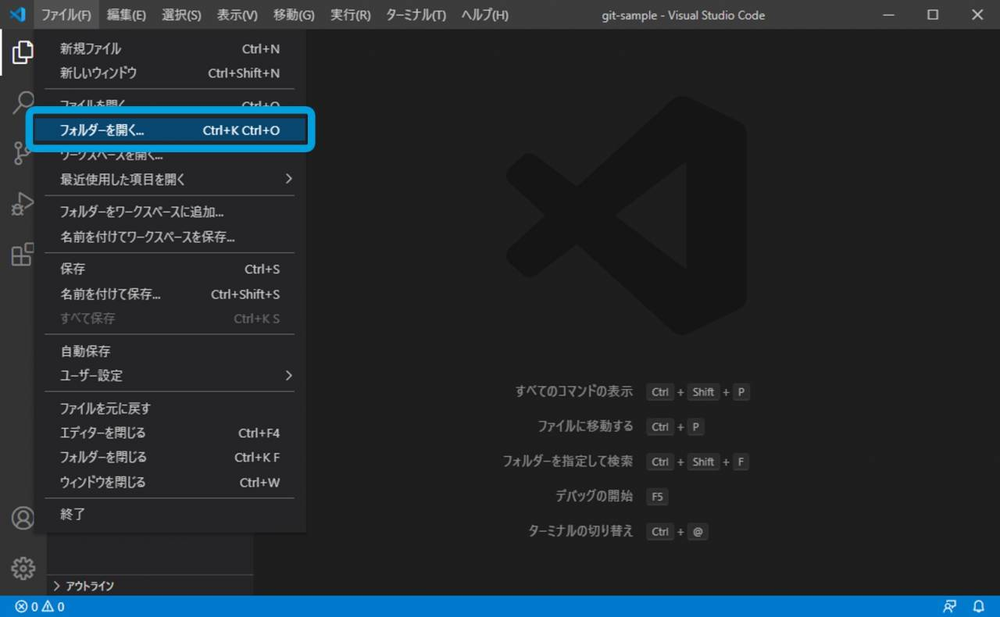 ファイル(F) 編集(E) 選択(S) 表示(V) 移動(G) 実行(R) ターミナル(T) ヘルプ(H) git-sample - Visual Studio Code
新規ファイル Ctrl+N
新しいウィンドウ Ctrl+Shift+N
ファイルを開く Ctrl+O
フォルダーを開く... Ctrl+K Ctrl+O
ワークスペースを開く...
最近使用した項目を開く
フォルダーをワークスペースに追加...
名前を付けてワークスペースを保存...
保存 Ctrl+S
名前を付けて保存... Ctrl+Shift+S
すべて保存 Ctrl+K S
自動保存
ユーザー設定
ファイルを元に戻す
エディターを閉じる Ctrl+F4
フォルダーを閉じる Ctrl+K F
ウィンドウを閉じる Ctrl+W
終了
すべてのコマンドの表示 Ctrl + Shift + P
ファイルに移動する Ctrl + P
フォルダーを指定して検索 Ctrl + Shift + F
デバッグの開始 F5
ターミナルの切り替え Ctrl + @
アウトライン
0 0